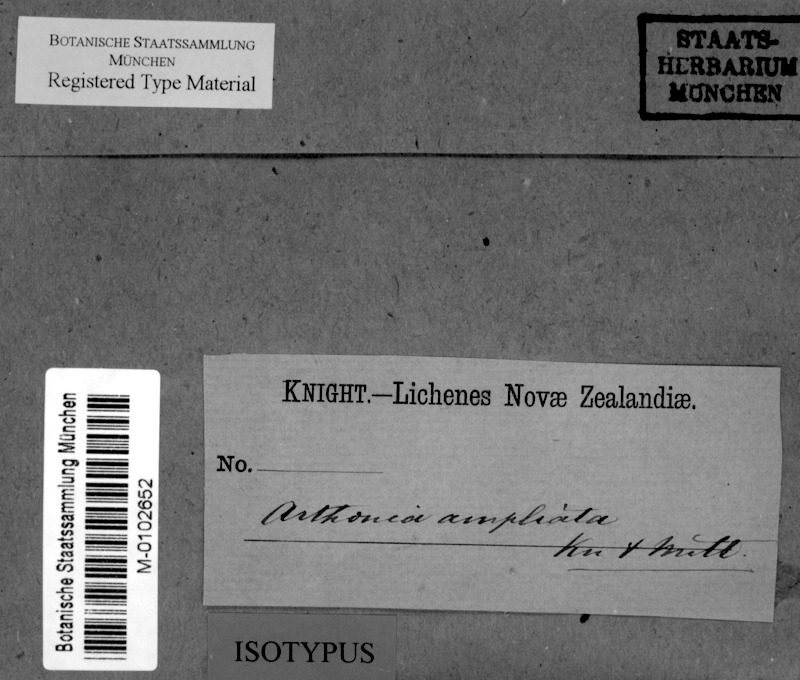 BOTANISCHE STAATSSAMMLUNG
MÜNCHEN
Registered Type Material
STAATS-
HERBARIUM
MÜNCHEN
KNIGHT.—Lichenes Novæ Zealandiæ.
No.
Arthonia ampliata
Kn & Mitt.
Botanische Staatssammlung München
M-0102652
ISOTYPUS